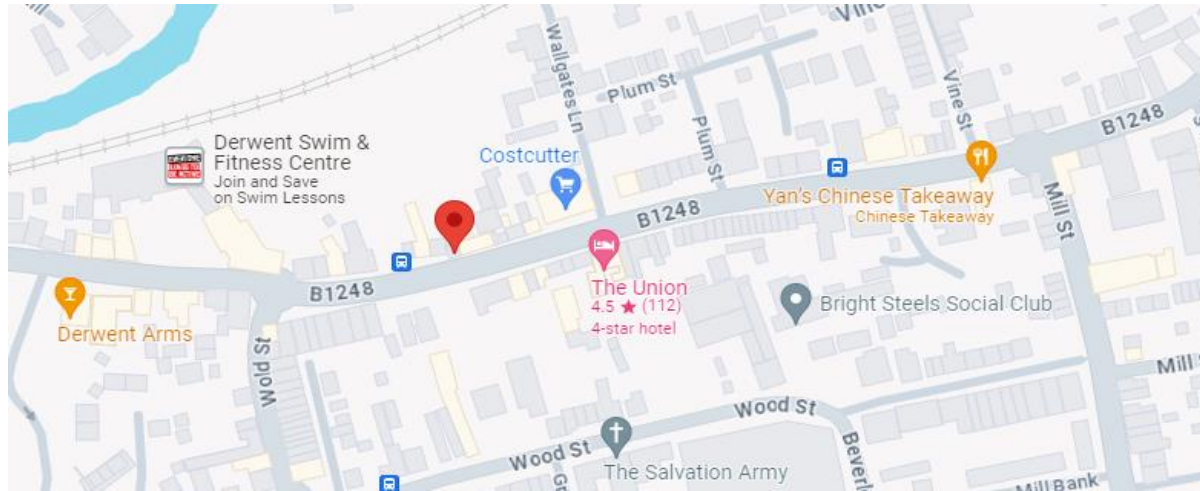 Wallgates Ln
Plum St
Plum St
Vine St
B1248
Derwent Swim &
Fitness Centre
Join and Save
on Swim Lessons
Costcutter
Yan's Chinese Takeaway
Chinese Takeaway
B1248
Mill St
B1248
The Union
4.5 ★ (112)
4-star hotel
Bright Steels Social Club
Derwent Arms
Wold St
Wood St
Wood St
The Salvation Army
Mill
Mill Bank